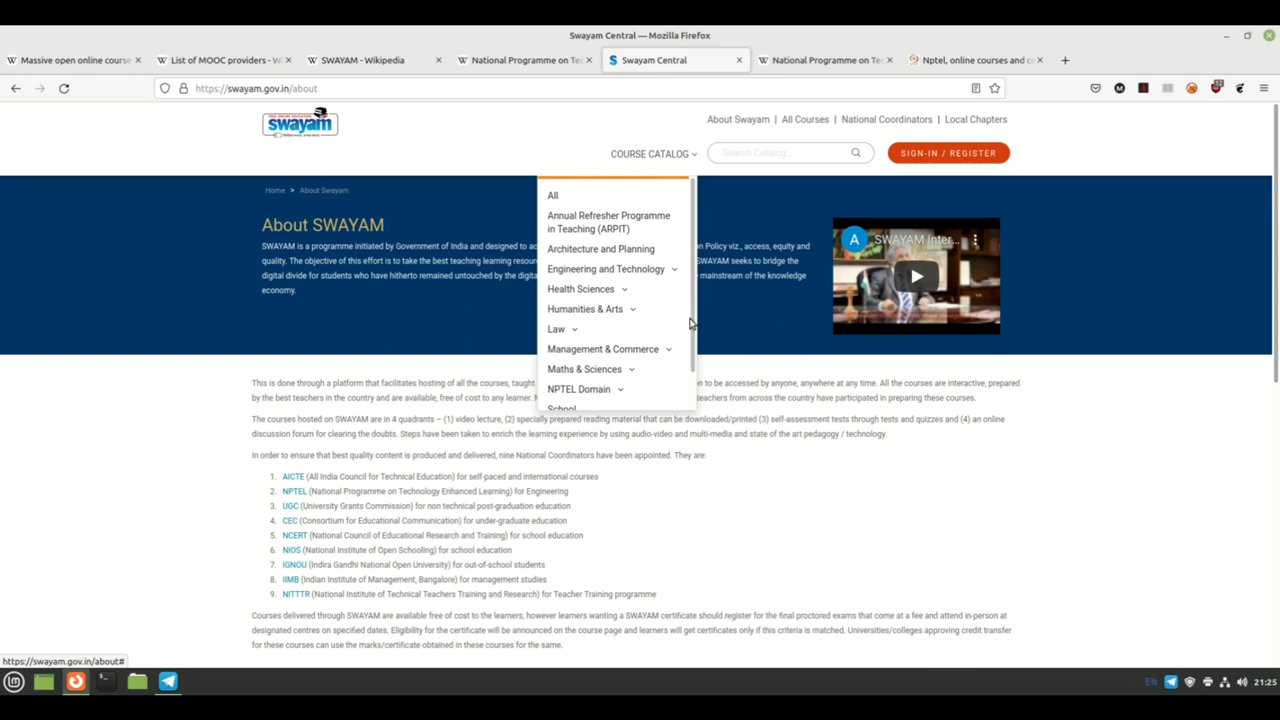 Swayam Central — Mozilla Firefox
Massive open online course
List of MOOC providers - W
SWAYAM - Wikipedia
National Programme on Te
Swayam Central
National Programme on Te
Nptel, online courses and c
https://swayam.gov.in/about
FREE ONLINE EDUCATION
swayam
About Swayam | All Courses | National Coordinators | Local Chapters
COURSE CATALOG
Search Catalog...
SIGN-IN / REGISTER
Home > About Swayam
About SWAYAM
SWAYAM is a programme initiated by Government of India and designed to ac
on Policy viz., access, equity and
quality. The objective of this effort is to take the best teaching learning resour
SWAYAM seeks to bridge the
digital divide for students who have hitherto remained untouched by the digita
mainstream of the knowledge
economy.
A
SWAYAM Inter...
All
Annual Refresher Programme
in Teaching (ARPIT)
Architecture and Planning
Engineering and Technology
Health Sciences
Humanities & Arts
Law
Management & Commerce
Maths & Sciences
NPTEL Domain
School
This is done through a platform that facilitates hosting of all the courses, taught
on to be accessed by anyone, anywhere at any time. All the courses are interactive, prepared
by the best teachers in the country and are available, free of cost to any learner. M
teachers from across the country have participated in preparing these courses.
The courses hosted on SWAYAM are in 4 quadrants – (1) video lecture, (2) specially prepared reading material that can be downloaded/printed (3) self-assessment tests through tests and quizzes and (4) an online
discussion forum for clearing the doubts. Steps have been taken to enrich the learning experience by using audio-video and multi-media and state of the art pedagogy / technology.
In order to ensure that best quality content is produced and delivered, nine National Coordinators have been appointed. They are:
1. AICTE (All India Council for Technical Education) for self-paced and international courses
2. NPTEL (National Programme on Technology Enhanced Learning) for Engineering
3. UGC (University Grants Commission) for non technical post-graduation education
4. CEC (Consortium for Educational Communication) for under-graduate education
5. NCERT (National Council of Educational Research and Training) for school education
6. NIOS (National Institute of Open Schooling) for school education
7. IGNOU (Indira Gandhi National Open University) for out-of-school students
8. IIMB (Indian Institute of Management, Bangalore) for management studies
9. NITTTR (National Institute of Technical Teachers Training and Research) for Teacher Training programme
Courses delivered through SWAYAM are available free of cost to the learners, however learners wanting a SWAYAM certificate should register for the final proctored exams that come at a fee and attend in-person at
designated centres on specified dates. Eligibility for the certificate will be announced on the course page and learners will get certificates only if this criteria is matched. Universities/colleges approving credit transfer
for these courses can use the marks/certificate obtained in these courses for the same.
https://swayam.gov.in/about#
EN
21:25